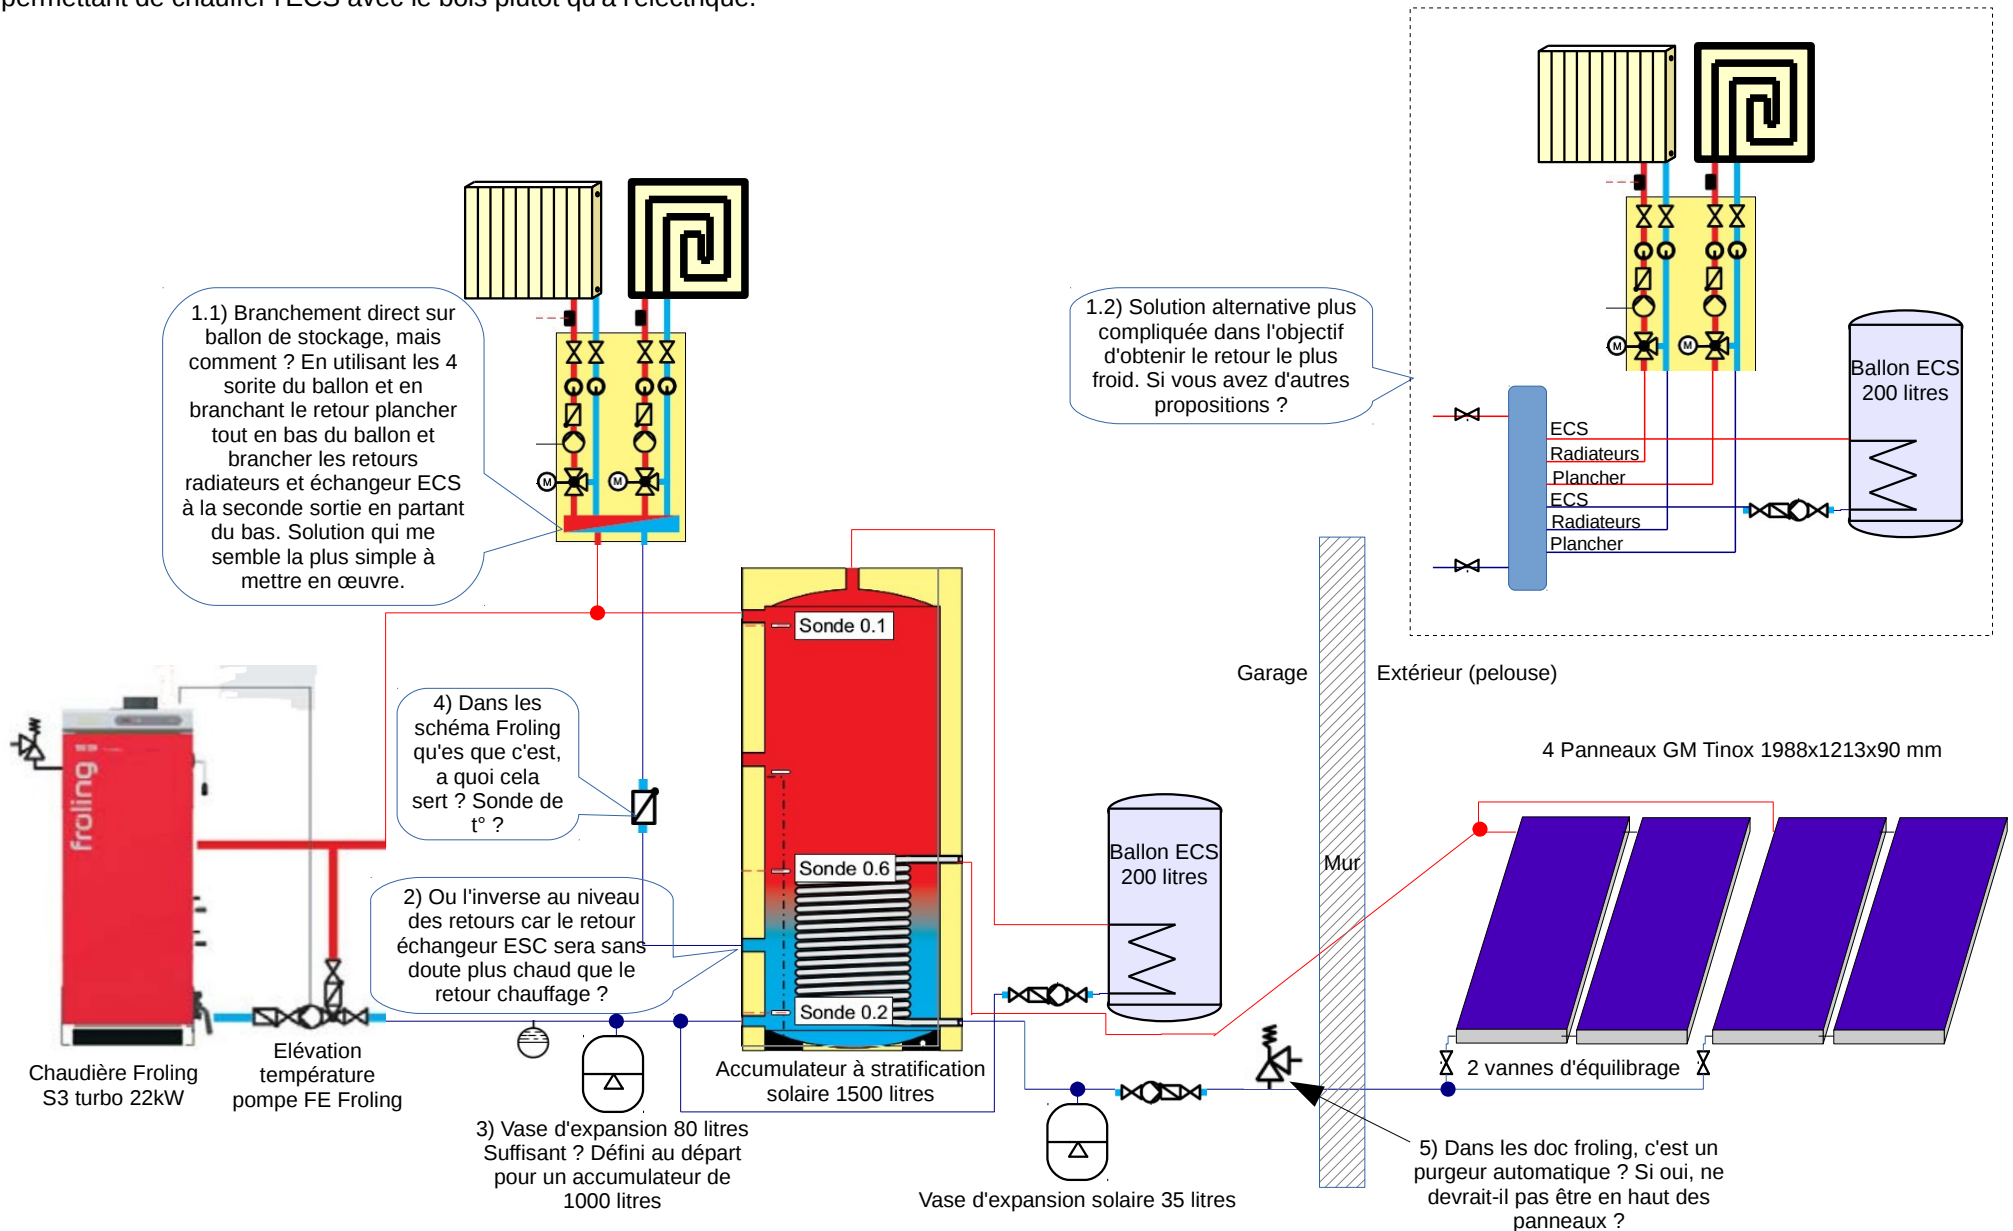 permettant de chauffer l'ECS avec le bois plutôt qu'à l'électrique.
1.1) Branchement direct sur
ballon de stockage, mais
comment ? En utilisant les 4
sorite du ballon et en
branchant le retour plancher
tout en bas du ballon et
brancher les retours
radiateurs et échangeur ECS
à la seconde sortie en partant
du bas. Solution qui me
semble la plus simple à
mettre en œuvre.
M
M
1.2) Solution alternative plus
compliquée dans l'objectif
d'obtenir le retour le plus
froid. Si vous avez d'autres
propositions ?
M
M
Ballon ECS
200 litres
ECS
Radiateurs
Plancher
ECS
Radiateurs
Plancher
Sonde 0.1
Garage
Extérieur (pelouse)
4) Dans les
schéma Froling
qu'es que c'est,
a quoi cela
sert ? Sonde de
t° ?
froling
4 Panneaux GM Tinox 1988x1213x90 mm
Sonde 0.6
Ballon ECS
200 litres
Mur
2) Ou l'inverse au niveau
des retours car le retour
échangeur ESC sera sans
doute plus chaud que le
retour chauffage ?
Sonde 0.2
Chaudière Froling
S3 turbo 22kW
Elévation
température
pompe FE Froling
Accumulateur à stratification
solaire 1500 litres
2 vannes d'équilibrage
3) Vase d'expansion 80 litres
Suffisant ? Défini au départ
pour un accumulateur de
1000 litres
Vase d'expansion solaire 35 litres
5) Dans les doc froling, c'est un
purgeur automatique ? Si oui, ne
devrait-il pas être en haut des
panneaux ?